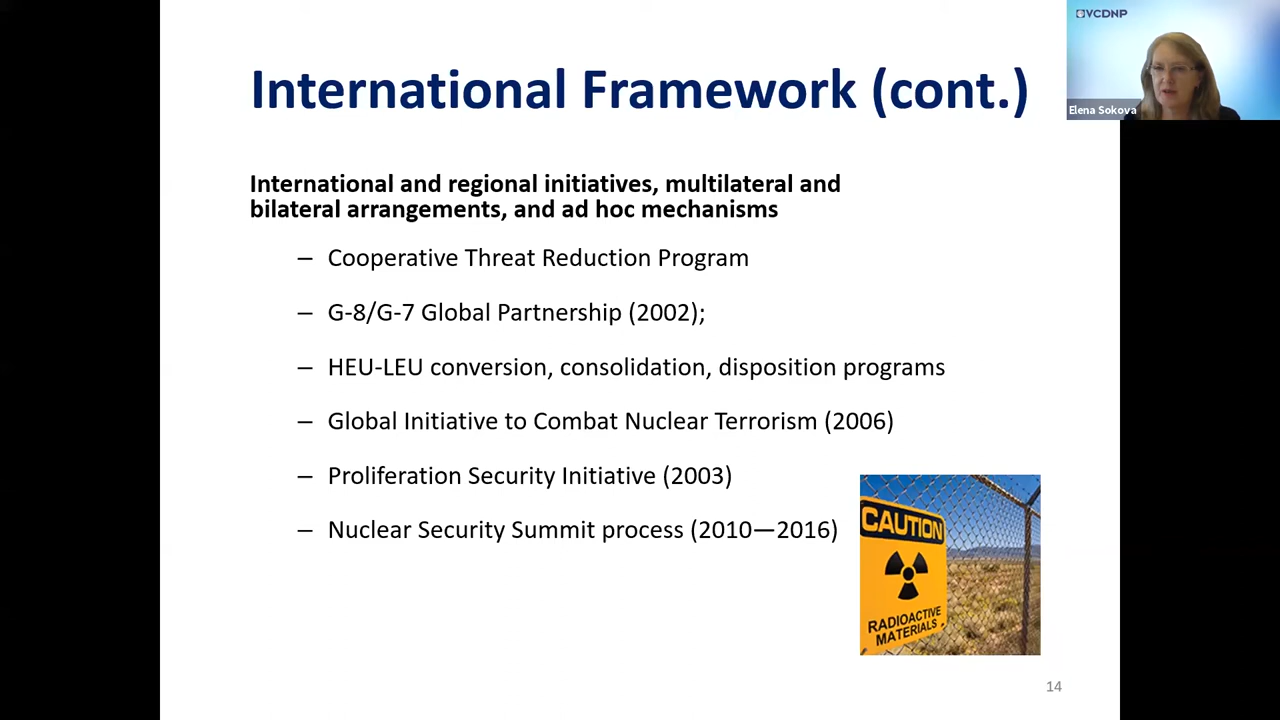 International Framework (cont.)
VCDNP
Elena Sokova
International and regional initiatives, multilateral and
bilateral arrangements, and ad hoc mechanisms
– Cooperative Threat Reduction Program
– G-8/G-7 Global Partnership (2002);
– HEU-LEU conversion, consolidation, disposition programs
– Global Initiative to Combat Nuclear Terrorism (2006)
– Proliferation Security Initiative (2003)
– Nuclear Security Summit process (2010—2016)
CAUTION
RADIOACTIVE
MATERIALS
14